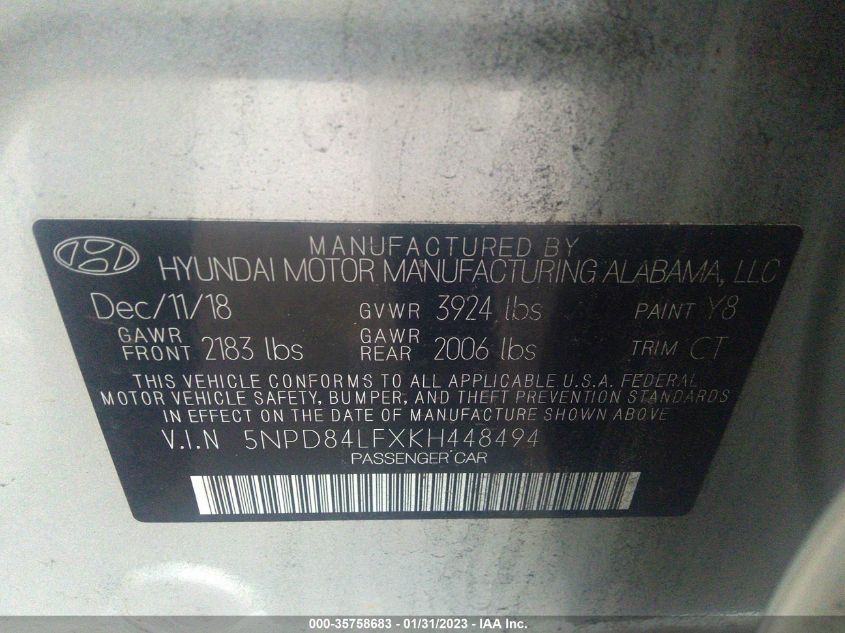 MANUFACTURED BY
HYUNDAI MOTOR MANUFACTURING ALABAMA, LLC
Dec/11/18 GVWR 3924 lbs PAINT Y8
GAWR FRONT 2183 lbs GAWR REAR 2006 lbs TRIM CT
THIS VEHICLE CONFORMS TO ALL APPLICABLE U.S.A. FEDERAL
MOTOR VEHICLE SAFETY, BUMPER, AND THEFT PREVENTION STANDARDS
IN EFFECT ON THE DATE OF MANUFACTURE SHOWN ABOVE
V.I.N 5NPD84LFXKH448494
PASSENGER CAR
000-35758683 - 01/31/2023 - IAA Inc.